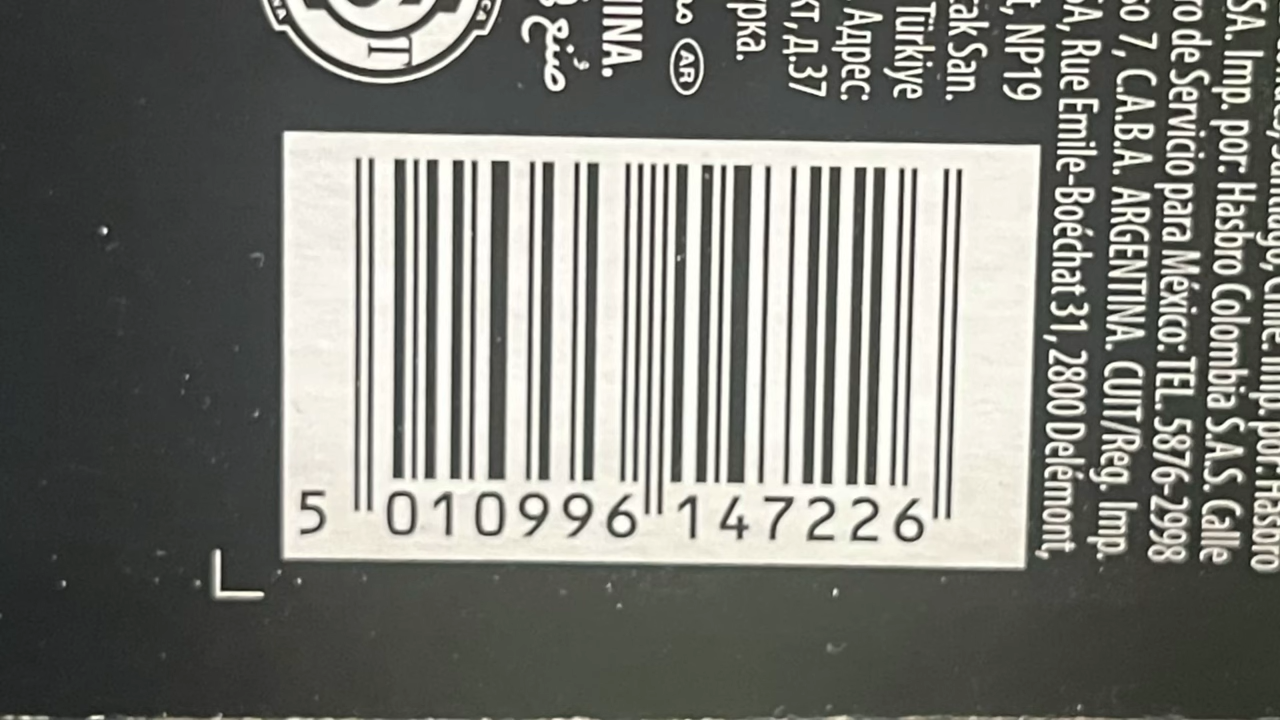 5 010996 147226
I
INA.
صُنِع
AR
рка.
кт, д.37
Адрес:
Türkiye
ak San.
t, NP19
SA, Rue Emile-Boéchat 31, 2800 Delémont,
o 7, C.A.B.A. ARGENTINA. CUIT/Reg. Imp.
ro de Servicio para México: TEL. 5876-2998
SA. Imp. por: Hasbro Colombia S.A.S. Calle
Imp. por: Hasbro